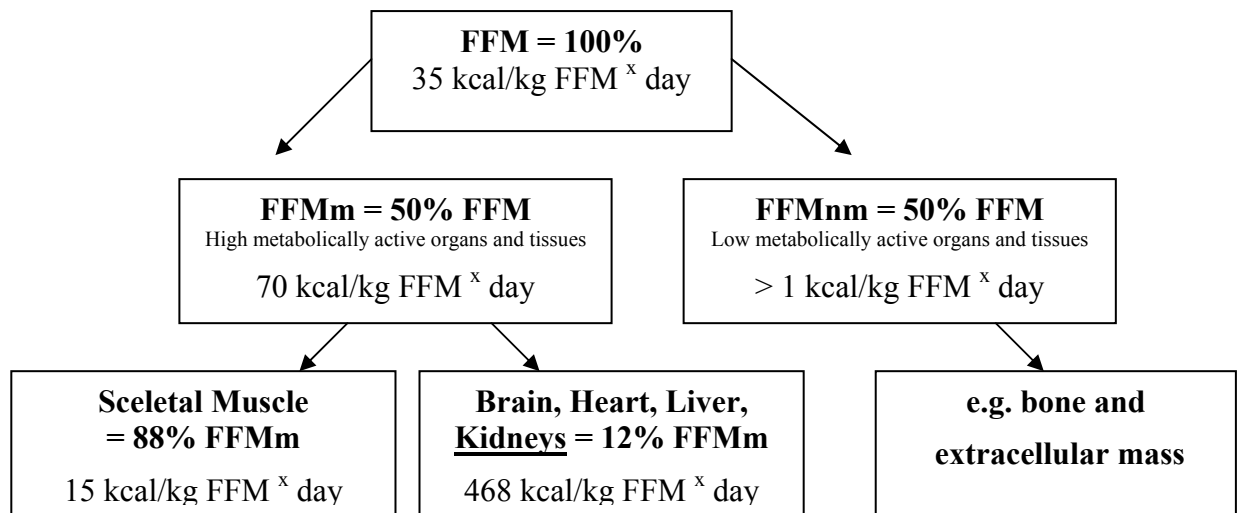 FFM = 100%
35 kcal/kg FFM x day
FFMm = 50% FFM
High metabolically active organs and tissues
70 kcal/kg FFM x day
FFMnm = 50% FFM
Low metabolically active organs and tissues
> 1 kcal/kg FFM x day
Sceletal Muscle
= 88% FFMm
15 kcal/kg FFM x day
Brain, Heart, Liver,
Kidneys = 12% FFMm
468 kcal/kg FFM x day
e.g. bone and
extracellular mass